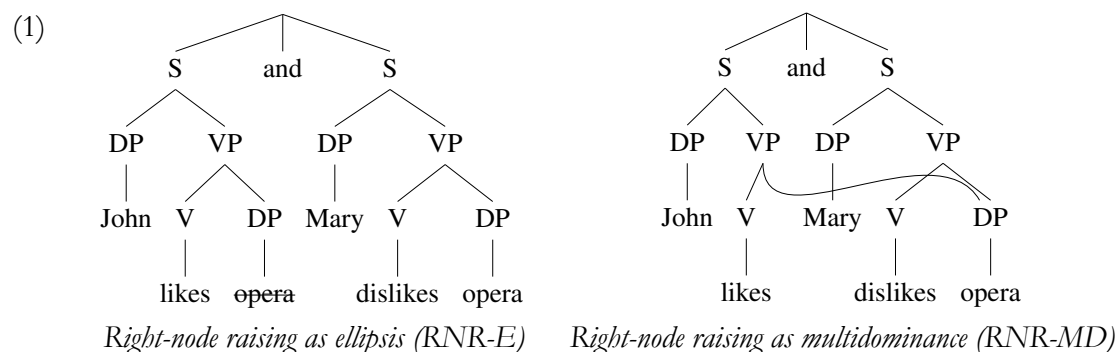 (1)
S and S S and S
DP VP DP VP DP VP DP VP
John V DP Mary V DP John V Mary V DP
likes opera dislikes opera likes dislikes opera
Right-node raising as ellipsis (RNR-E) Right-node raising as multidominance (RNR-MD)